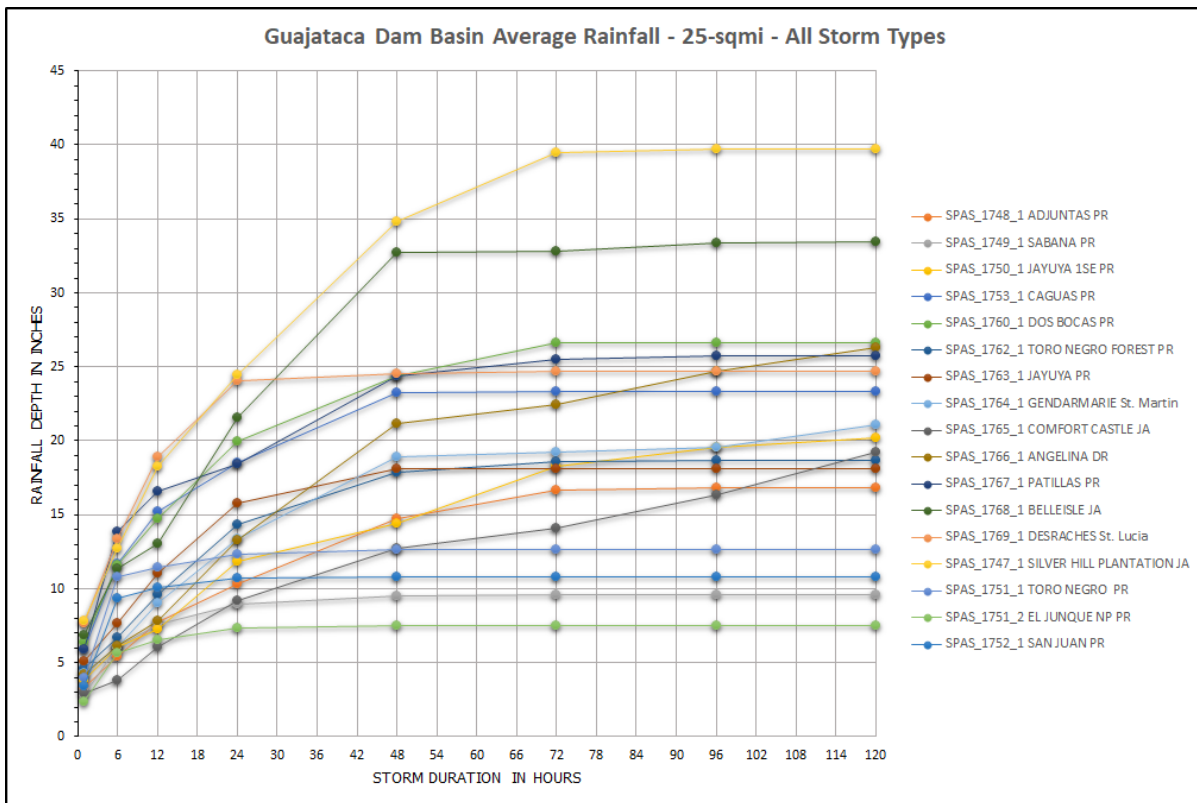 Guajataca Dam Basin Average Rainfall - 25-sqmi - All Storm Types
45
40
35
30
25
20
15
10
5
0
RAINFALL DEPTH IN INCHES
0 6 12 18 24 30 36 42 48 54 60 66 72 78 84 90 96 102 108 114 120
STORM DURATION IN HOURS
SPAS_1748_1 ADJUNTAS PR
SPAS_1749_1 SABANA PR
SPAS_1750_1 JAYUYA 1SE PR
SPAS_1753_1 CAGUAS PR
SPAS_1760_1 DOS BOCAS PR
SPAS_1762_1 TORO NEGRO FOREST PR
SPAS_1763_1 JAYUYA PR
SPAS_1764_1 GENDARMARIE St. Martin
SPAS_1765_1 COMFORT CASTLE JA
SPAS_1766_1 ANGELINA DR
SPAS_1767_1 PATILLAS PR
SPAS_1768_1 BELLEISLE JA
SPAS_1769_1 DESRACHES St. Lucia
SPAS_1747_1 SILVER HILL PLANTATION JA
SPAS_1751_1 TORO NEGRO PR
SPAS_1751_2 EL JUNQUE NP PR
SPAS_1752_1 SAN JUAN PR